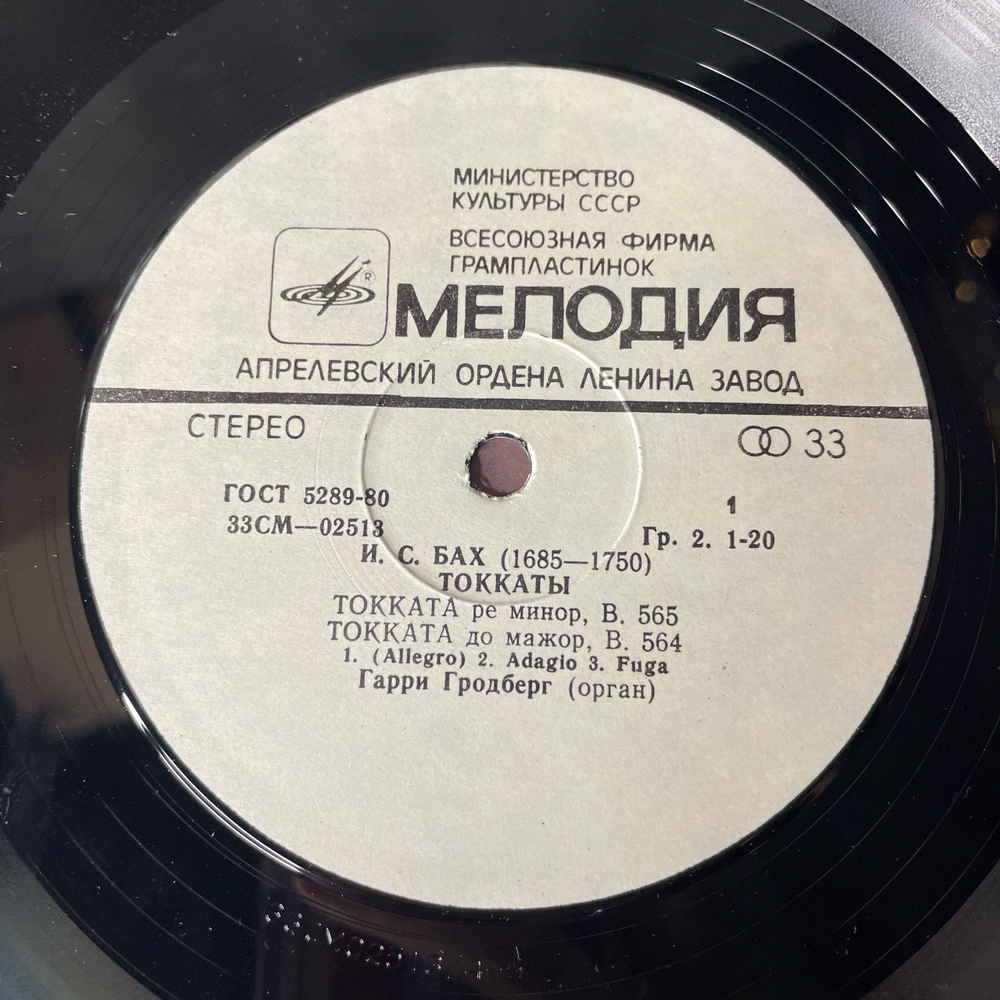 МИНИСТЕРСТВО
КУЛЬТУРЫ СССР
ВСЕСОЮЗНАЯ ФИРМА
ГРАМПЛАСТИНОК
®
МЕЛОДИЯ
АПРЕЛЕВСКИЙ ОРДЕНА ЛЕНИНА ЗАВОД
СТЕРЕО
33
ГОСТ 5289-80
1
33СМ—02513
Гр. 2. 1-20
И. С. БАХ (1685—1750)
ТОККАТЫ
ТОККАТА ре минор, В. 565
ТОККАТА до мажор, В. 564
1. (Allegro) 2. Adagio 3. Fuga
Гарри Гродберг (орган)